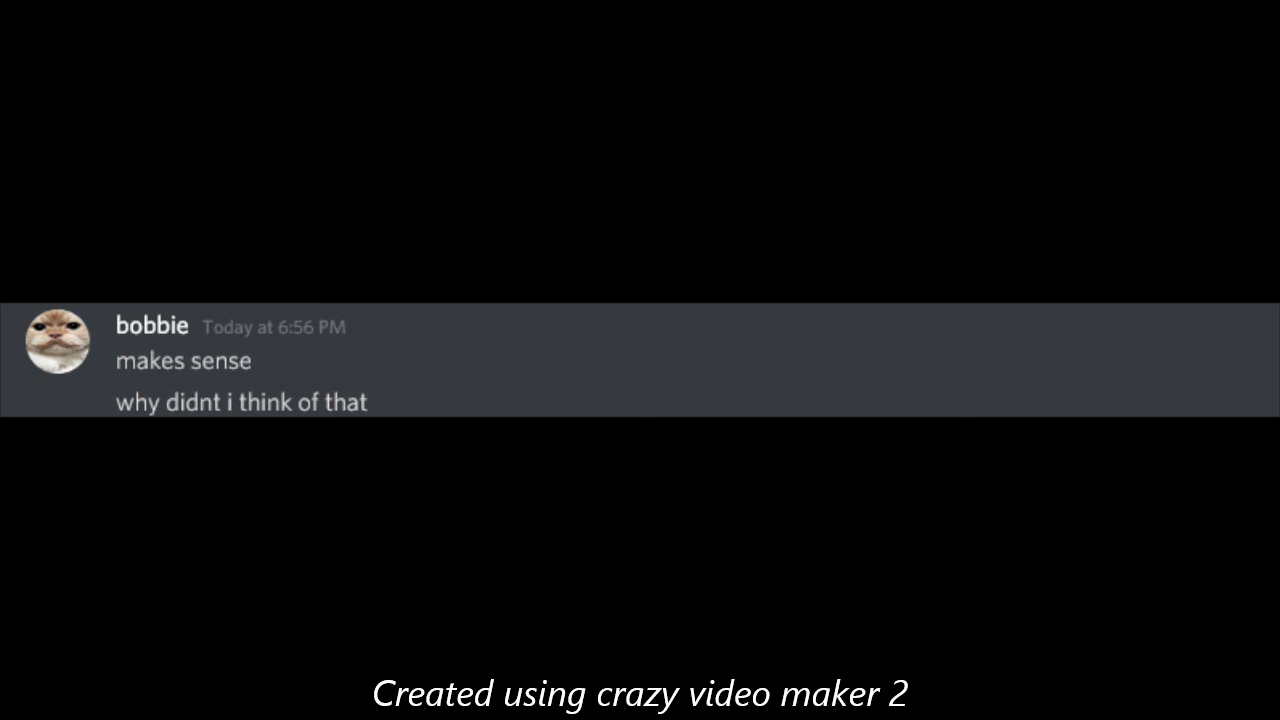 bobbie Today at 6:56 PM
makes sense
why didnt i think of that
Created using crazy video maker 2